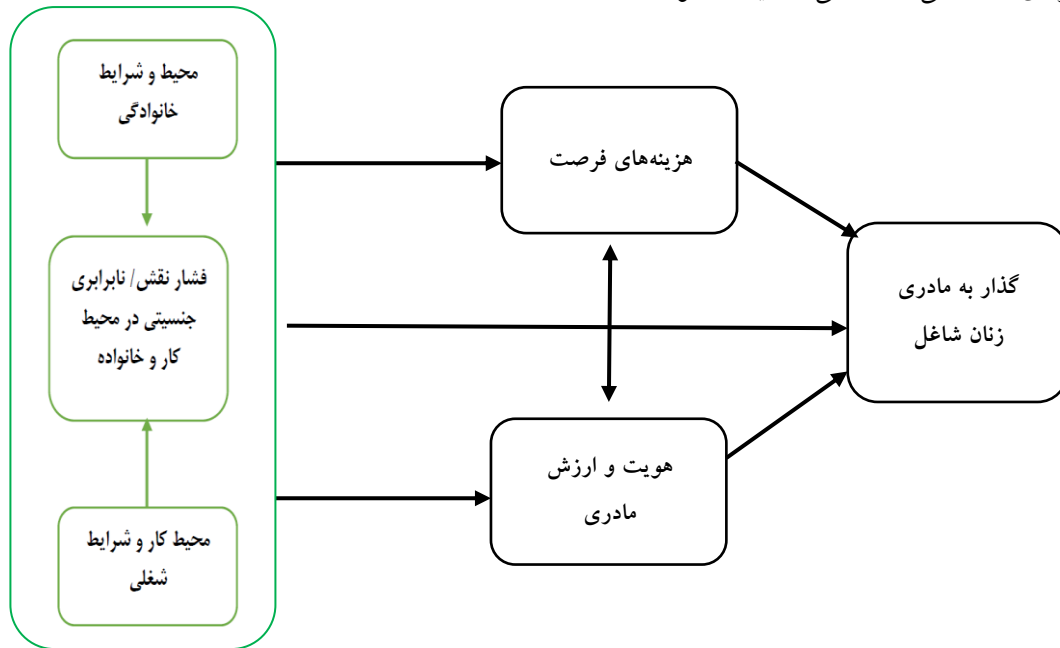 محیط و شرایط
خانوادگی
هزینه‌های فرصت
فشار نقش/ نابرابری
جنسیتی در محیط
کار و خانواده
گذار به مادری
زنان شاغل
هویت و ارزش
مادری
محیط کار و شرایط
شغلی